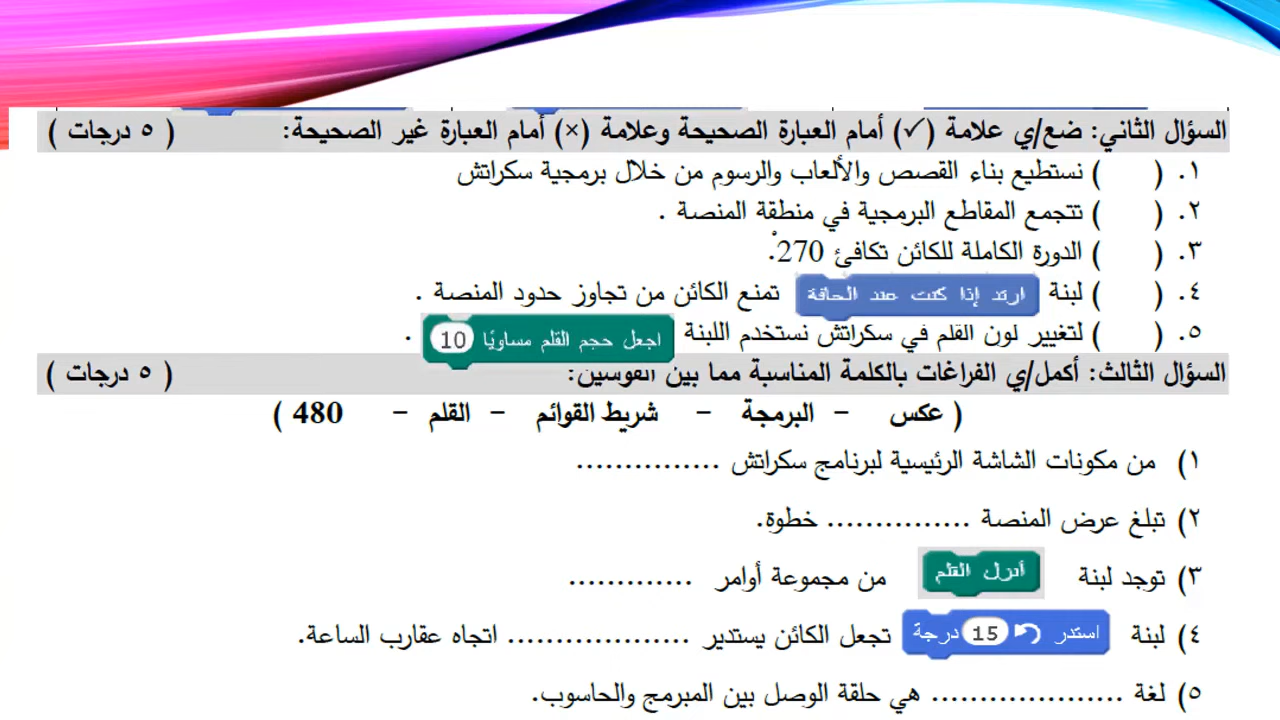 السؤال الثاني: ضع/ي علامة (✓) أمام العبارة الصحيحة وعلامة (×) أمام العبارة غير الصحيحة: ( ٥ درجات )
١. ( ) نستطيع بناء القصص والألعاب والرسوم من خلال برمجية سكراتش
٢. ( ) تتجمع المقاطع البرمجية في منطقة المنصة .
٣. ( ) الدورة الكاملة للكائن تكافئ 270°.
٤. ( ) لبنة ارتد إذا كنت عند الحافة تمنع الكائن من تجاوز حدود المنصة .
٥. ( ) لتغيير لون القلم في سكراتش نستخدم اللبنة اجعل حجم القلم مساويًا 10 .
السؤال الثالث: أكمل/ي الفراغات بالكلمة المناسبة مما بين القوسين: ( ٥ درجات )
( عكس – البرمجة – شريط القوائم – القلم – 480 )
١) من مكونات الشاشة الرئيسية لبرنامج سكراتش ...............
٢) تبلغ عرض المنصة ............... خطوة.
٣) توجد لبنة أنزل القلم من مجموعة أوامر .............
٤) لبنة استدر 15 درجة تجعل الكائن يستدير ................... اتجاه عقارب الساعة.
٥) لغة .................... هي حلقة الوصل بين المبرمج والحاسوب.